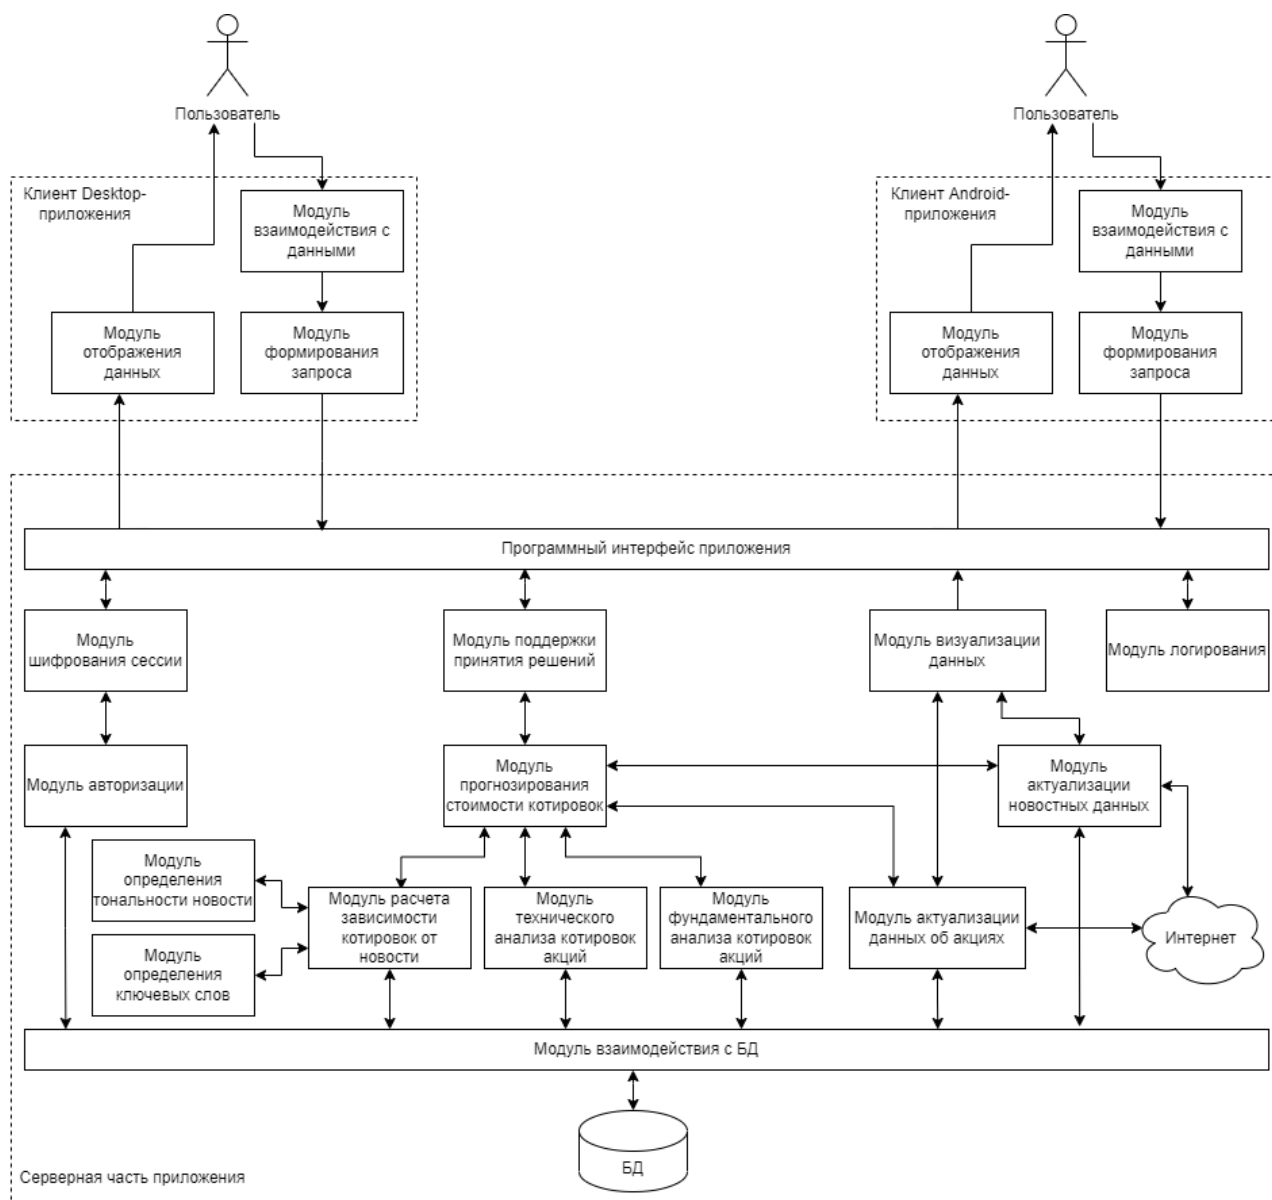 Пользователь
Пользователь
Клиент Desktop-
приложения
Модуль
взаимодействия с
данными
Модуль
отображения
данных
Модуль
формирования
запроса
Клиент Android-
приложения
Модуль
взаимодействия с
данными
Модуль
отображения
данных
Модуль
формирования
запроса
Программный интерфейс приложения
Модуль
шифрования сессии
Модуль поддержки
принятия решений
Модуль визуализации
данных
Модуль логирования
Модуль авторизации
Модуль
прогнозирования
стоимости котировок
Модуль
актуализации
новостных данных
Модуль
определения
тональности новости
Модуль
определения
ключевых слов
Модуль расчета
зависимости
котировок от
новости
Модуль
технического
анализа котировок
акций
Модуль
фундаментального
анализа котировок
акций
Модуль актуализации
данных об акциях
Интернет
Модуль взаимодействия с БД
БД
Серверная часть приложения